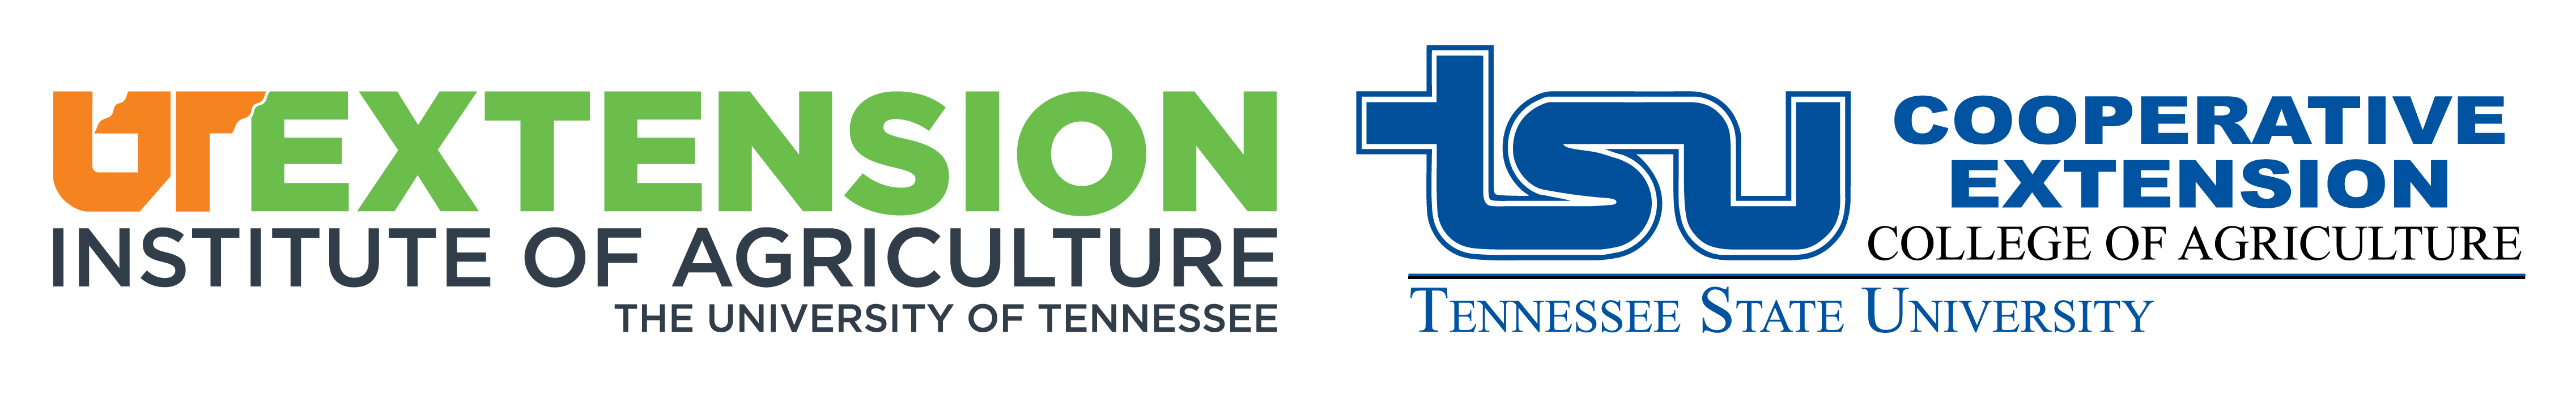 UTEXTENSION
INSTITUTE OF AGRICULTURE
THE UNIVERSITY OF TENNESSEE
tsu
COOPERATIVE
EXTENSION
COLLEGE OF AGRICULTURE
TENNESSEE STATE UNIVERSITY